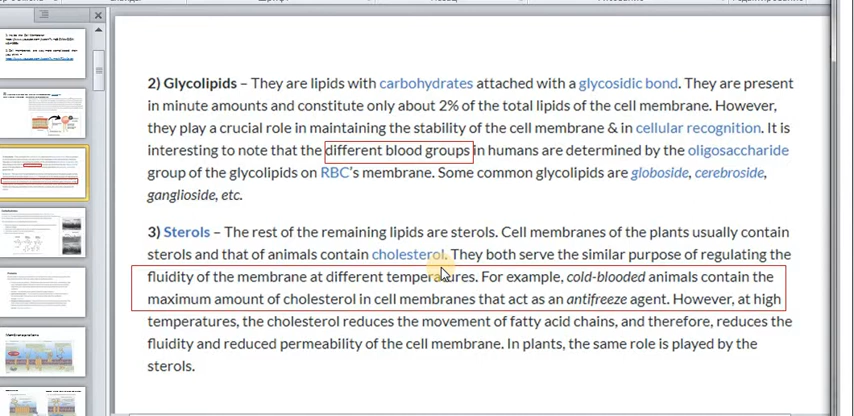 2) Glycolipids – They are lipids with carbohydrates attached with a glycosidic bond. They are present
in minute amounts and constitute only about 2% of the total lipids of the cell membrane. However,
they play a crucial role in maintaining the stability of the cell membrane & in cellular recognition. It is
interesting to note that the different blood groups in humans are determined by the oligosaccharide
group of the glycolipids on RBC's membrane. Some common glycolipids are globoside, cerebroside,
ganglioside, etc.
3) Sterols – The rest of the remaining lipids are sterols. Cell membranes of the plants usually contain
sterols and that of animals contain cholesterol. They both serve the similar purpose of regulating the
fluidity of the membrane at different temperatures. For example, cold-blooded animals contain the
maximum amount of cholesterol in cell membranes that act as an antifreeze agent. However, at high
temperatures, the cholesterol reduces the movement of fatty acid chains, and therefore, reduces the
fluidity and reduced permeability of the cell membrane. In plants, the same role is played by the
sterols.